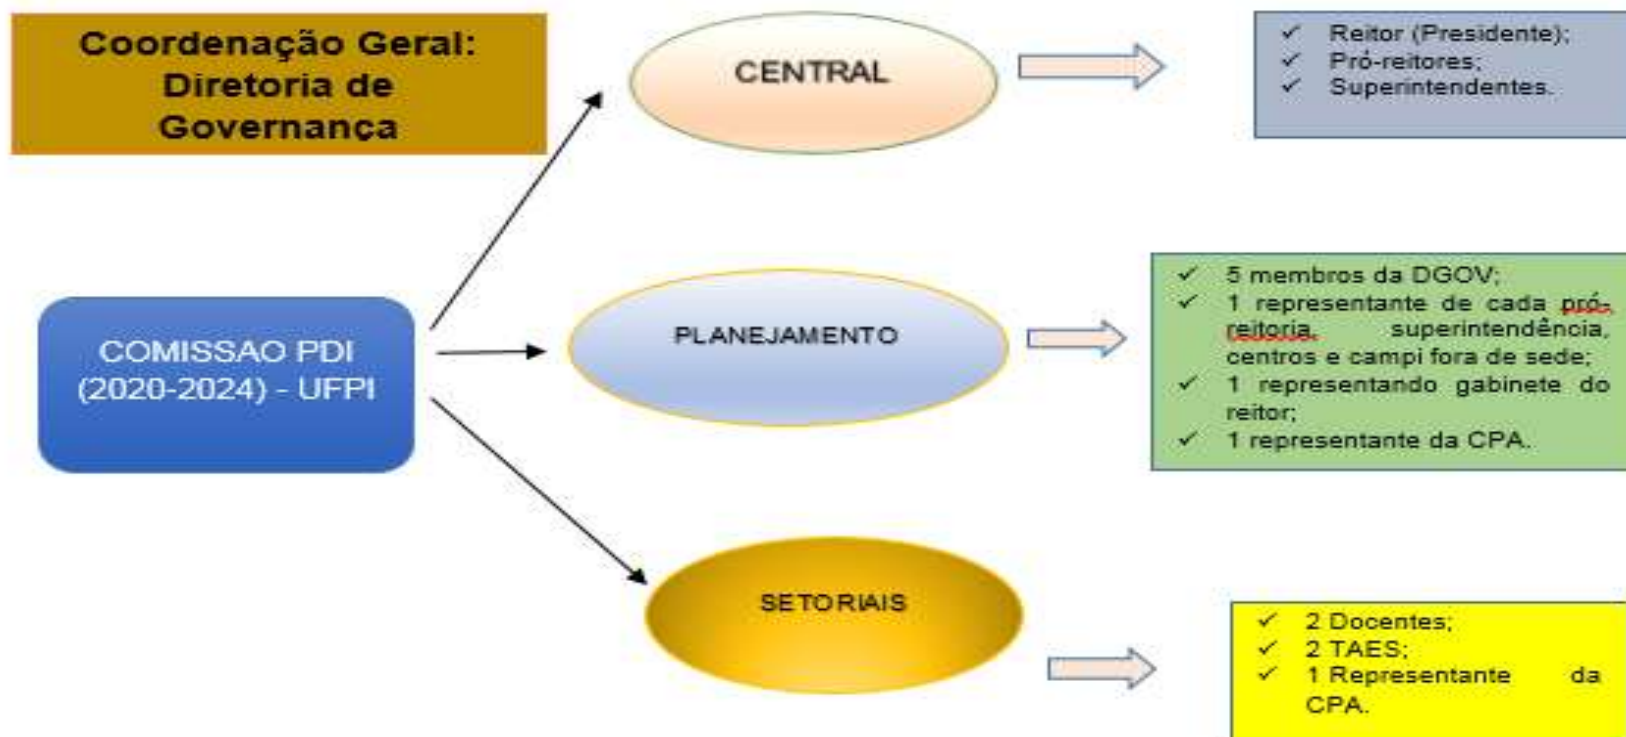 Coordenação Geral:
Diretoria de
Governança
CENTRAL
✓ Reitor (Presidente);
✓ Pró-reitores;
✓ Superintendentes.
COMISSAO PDI
(2020-2024) - UFPI
PLANEJAMENTO
✓ 5 membros da DGOV;
✓ 1 representante de cada pró-
reitoria, superintendência,
centros e campi fora de sede;
✓ 1 representando gabinete do
reitor;
✓ 1 representante da CPA.
SETORIAIS
✓ 2 Docentes;
✓ 2 TAES;
✓ 1 Representante da
CPA.